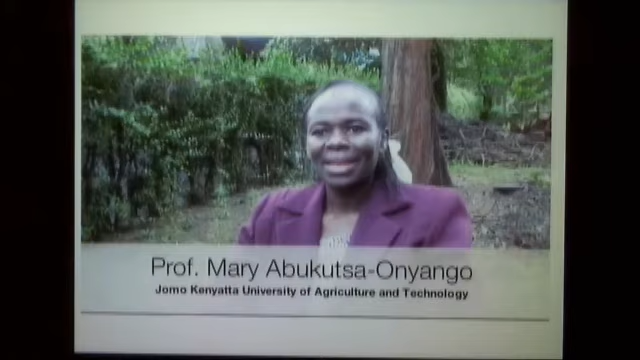 Prof. Mary Abukutsa-Onyango
Jomo Kenyatta University of Agriculture and Technology